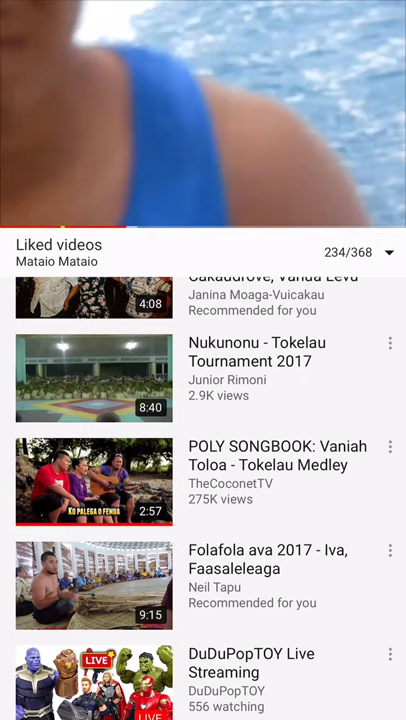 Liked videos
Mataio Mataio
234/368
Cakaudrove, Vanua Levu
4:08
Janina Moaga-Vuicakau
Recommended for you
Nukunonu - Tokelau
Tournament 2017
Junior Rimoni
2.9K views
8:40
POLY SONGBOOK: Vaniah
Toloa - Tokelau Medley
TheCoconetTV
275K views
KO PALEGA O FENUA
2:57
Folafola ava 2017 - Iva,
Faasaleleaga
Neil Tapu
Recommended for you
9:15
DuDuPopTOY Live
Streaming
DuDuPopTOY
556 watching
LIVE
LIVE